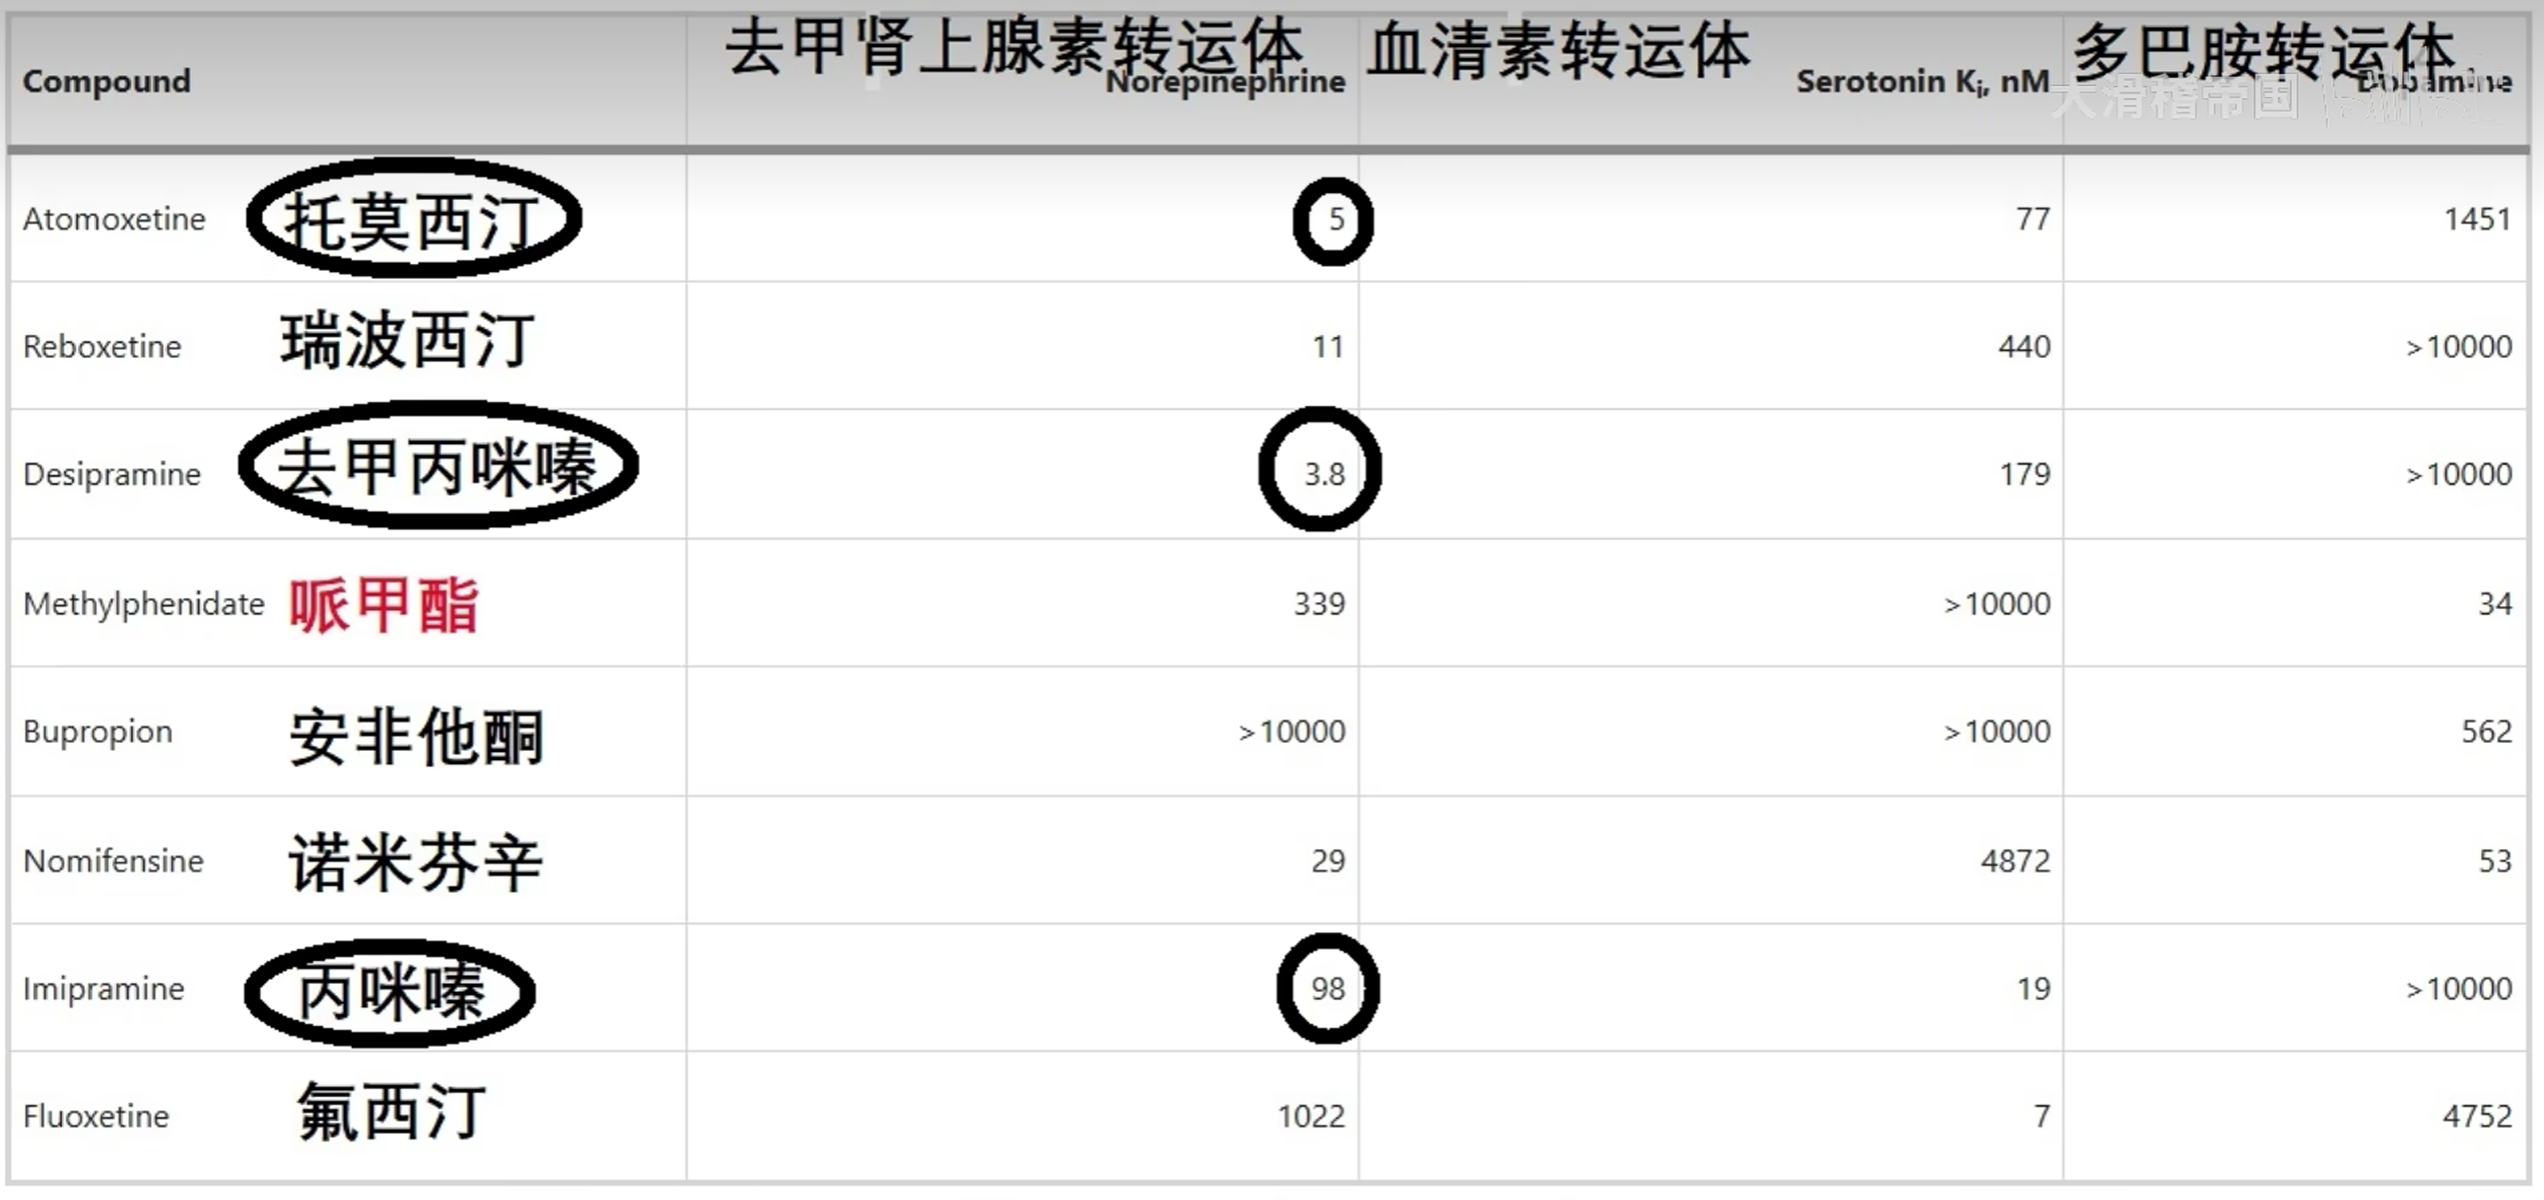 去甲肾上腺素转运体 血清素转运体 多巴胺转运体
Compound Norepinephrine Serotonin Ki, nM Dopamine
大滑稽帝国
Atomoxetine 托莫西汀 5 77 1451
Reboxetine 瑞波西汀 11 440 >10000
Desipramine 去甲丙咪嗪 3.8 179 >10000
Methylphenidate 哌甲酯 339 >10000 34
Bupropion 安非他酮 >10000 >10000 562
Nomifensine 诺米芬辛 29 4872 53
Imipramine 丙咪嗪 98 19 >10000
Fluoxetine 氟西汀 1022 7 4752